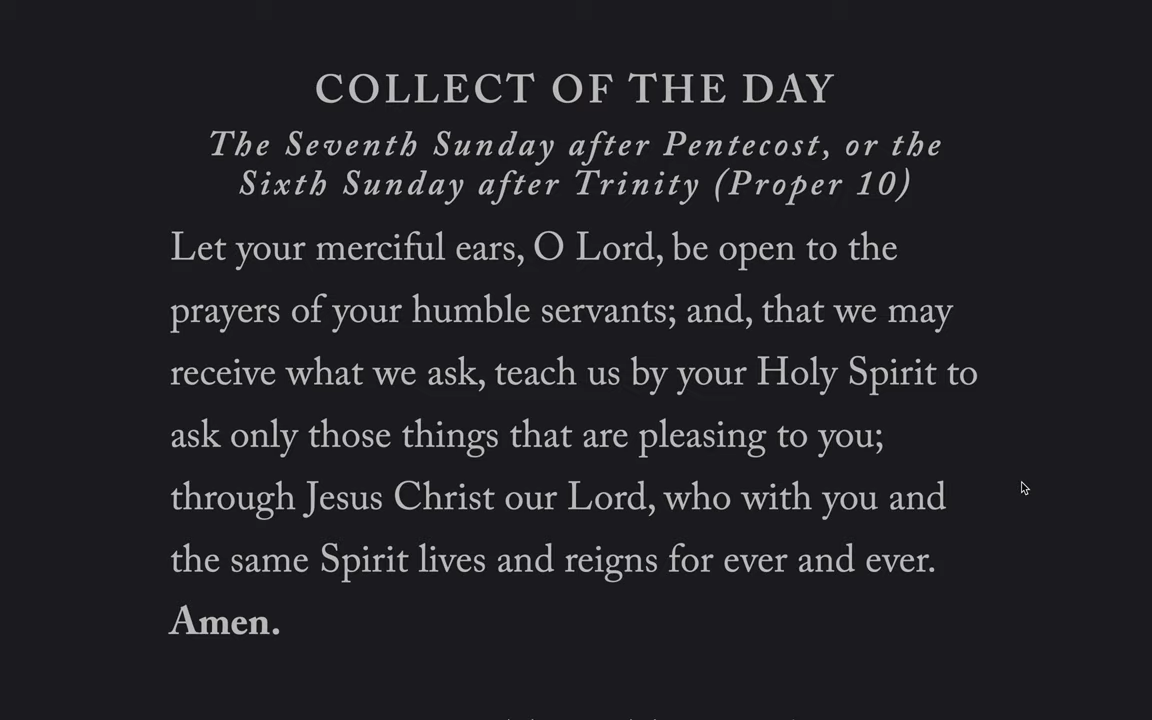 COLLECT OF THE DAY
The Seventh Sunday after Pentecost, or the
Sixth Sunday after Trinity (Proper 10)
Let your merciful ears, O Lord, be open to the
prayers of your humble servants; and, that we may
receive what we ask, teach us by your Holy Spirit to
ask only those things that are pleasing to you;
through Jesus Christ our Lord, who with you and
the same Spirit lives and reigns for ever and ever.
Amen.